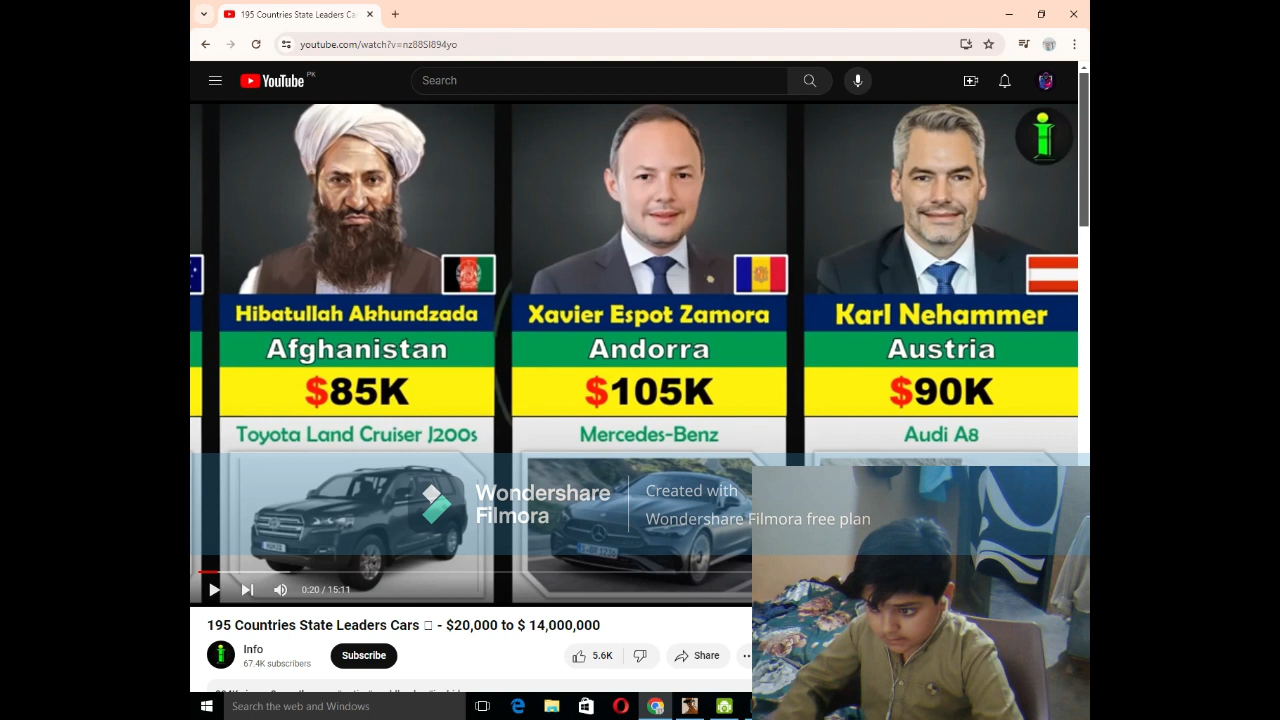 195 Countries State Leaders Ca
youtube.com/watch?v=nz88Sl894yo
YouTube PK
Search
Hibatullah Akhundzada
Xavier Espot Zamora
Karl Nehammer
Afghanistan
Andorra
Austria
$85K
$105K
$90K
Toyota Land Cruiser J200s
Mercedes-Benz
Audi A8
Wondershare
Filmora
Created with
Wondershare Filmora free plan
0:20 / 15:11
195 Countries State Leaders Cars - $20,000 to $ 14,000,000
Info
67.4K subscribers
Subscribe
5.6K
Share
Search the web and Windows